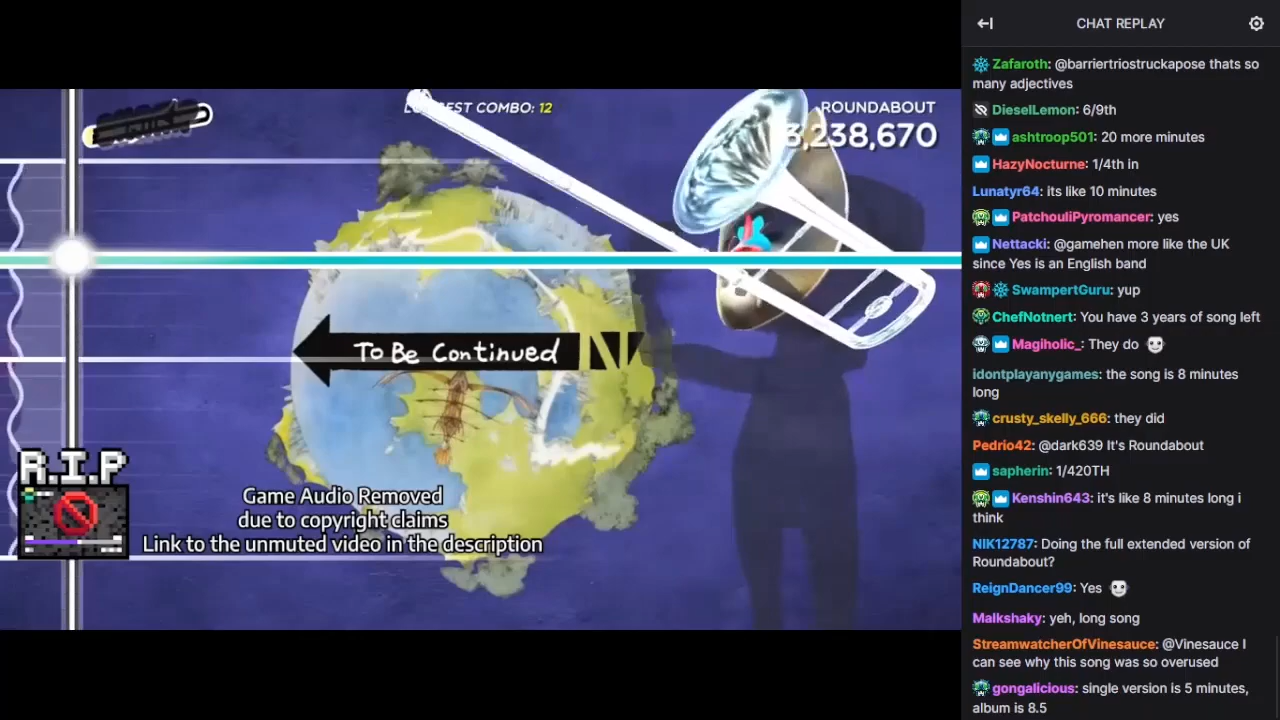 LONGEST COMBO: 12
ROUNDABOUT
3,238,670
To Be Continued
R.I.P
Game Audio Removed
due to copyright claims
Link to the unmuted video in the description
CHAT REPLAY
Zafaroth: @barriertriostruckapose thats so
many adjectives
DieselLemon: 6/9th
ashtroop501: 20 more minutes
HazyNocturne: 1/4th in
Lunatyr64: its like 10 minutes
PatchouliPyromancer: yes
Nettacki: @gamehen more like the UK
since Yes is an English band
SwampertGuru: yup
ChefNotnert: You have 3 years of song left
Magiholic_: They do
idontplayanygames: the song is 8 minutes
long
crusty_skelly_666: they did
Pedrio42: @dark639 It's Roundabout
sapherin: 1/420TH
Kenshin643: it's like 8 minutes long i
think
NIK12787: Doing the full extended version of
Roundabout?
ReignDancer99: Yes
Malkshaky: yeh, long song
StreamwatcherOfVinesauce: @Vinesauce I
can see why this song was so overused
gongalicious: single version is 5 minutes,
album is 8.5